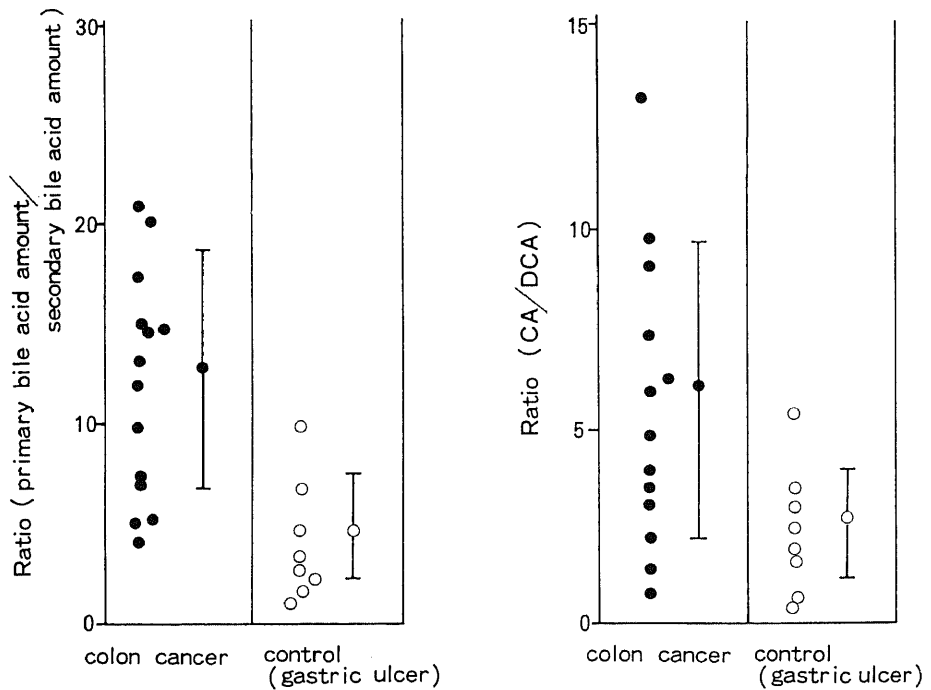 Ratio (primary bile acid amount/
secondary bile acid amount)
30
20
10
0
colon cancer
control
(gastric ulcer)
Ratio (CA/DCA)
15
10
5
0
colon cancer
control
(gastric ulcer)